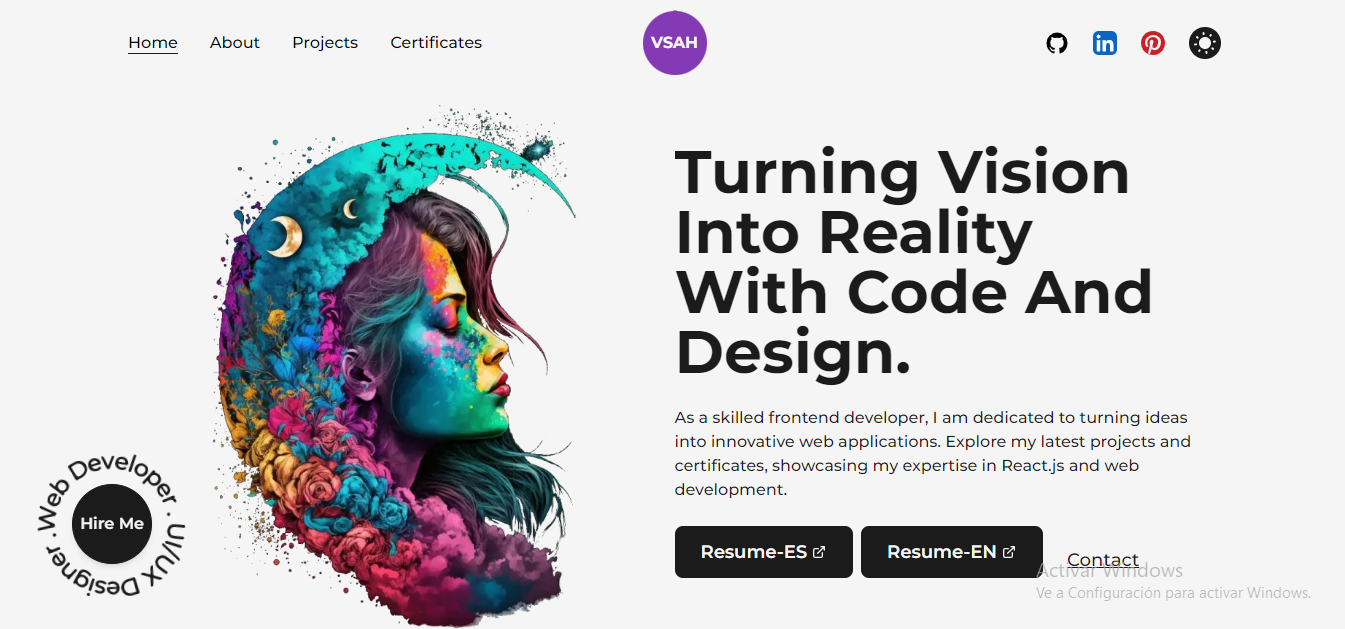 Home About Projects Certificates
VSAH
Turning Vision
Into Reality
With Code And
Design.
As a skilled frontend developer, I am dedicated to turning ideas
into innovative web applications. Explore my latest projects and
certificates, showcasing my expertise in React.js and web
development.
Resume-ES Resume-EN Contact
Web Developer · UI/UX Designer ·
Hire Me
Activar Windows
Ve a Configuración para activar Windows.